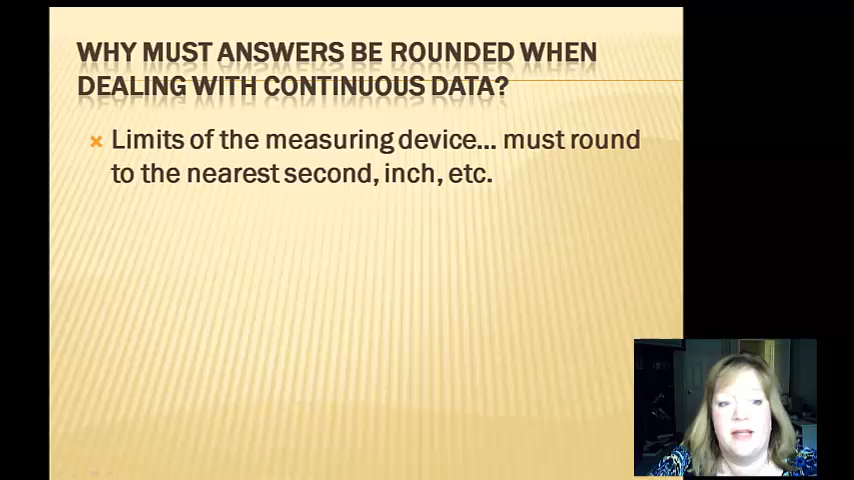 WHY MUST ANSWERS BE ROUNDED WHEN
DEALING WITH CONTINUOUS DATA?
Limits of the measuring device... must round
to the nearest second, inch, etc.